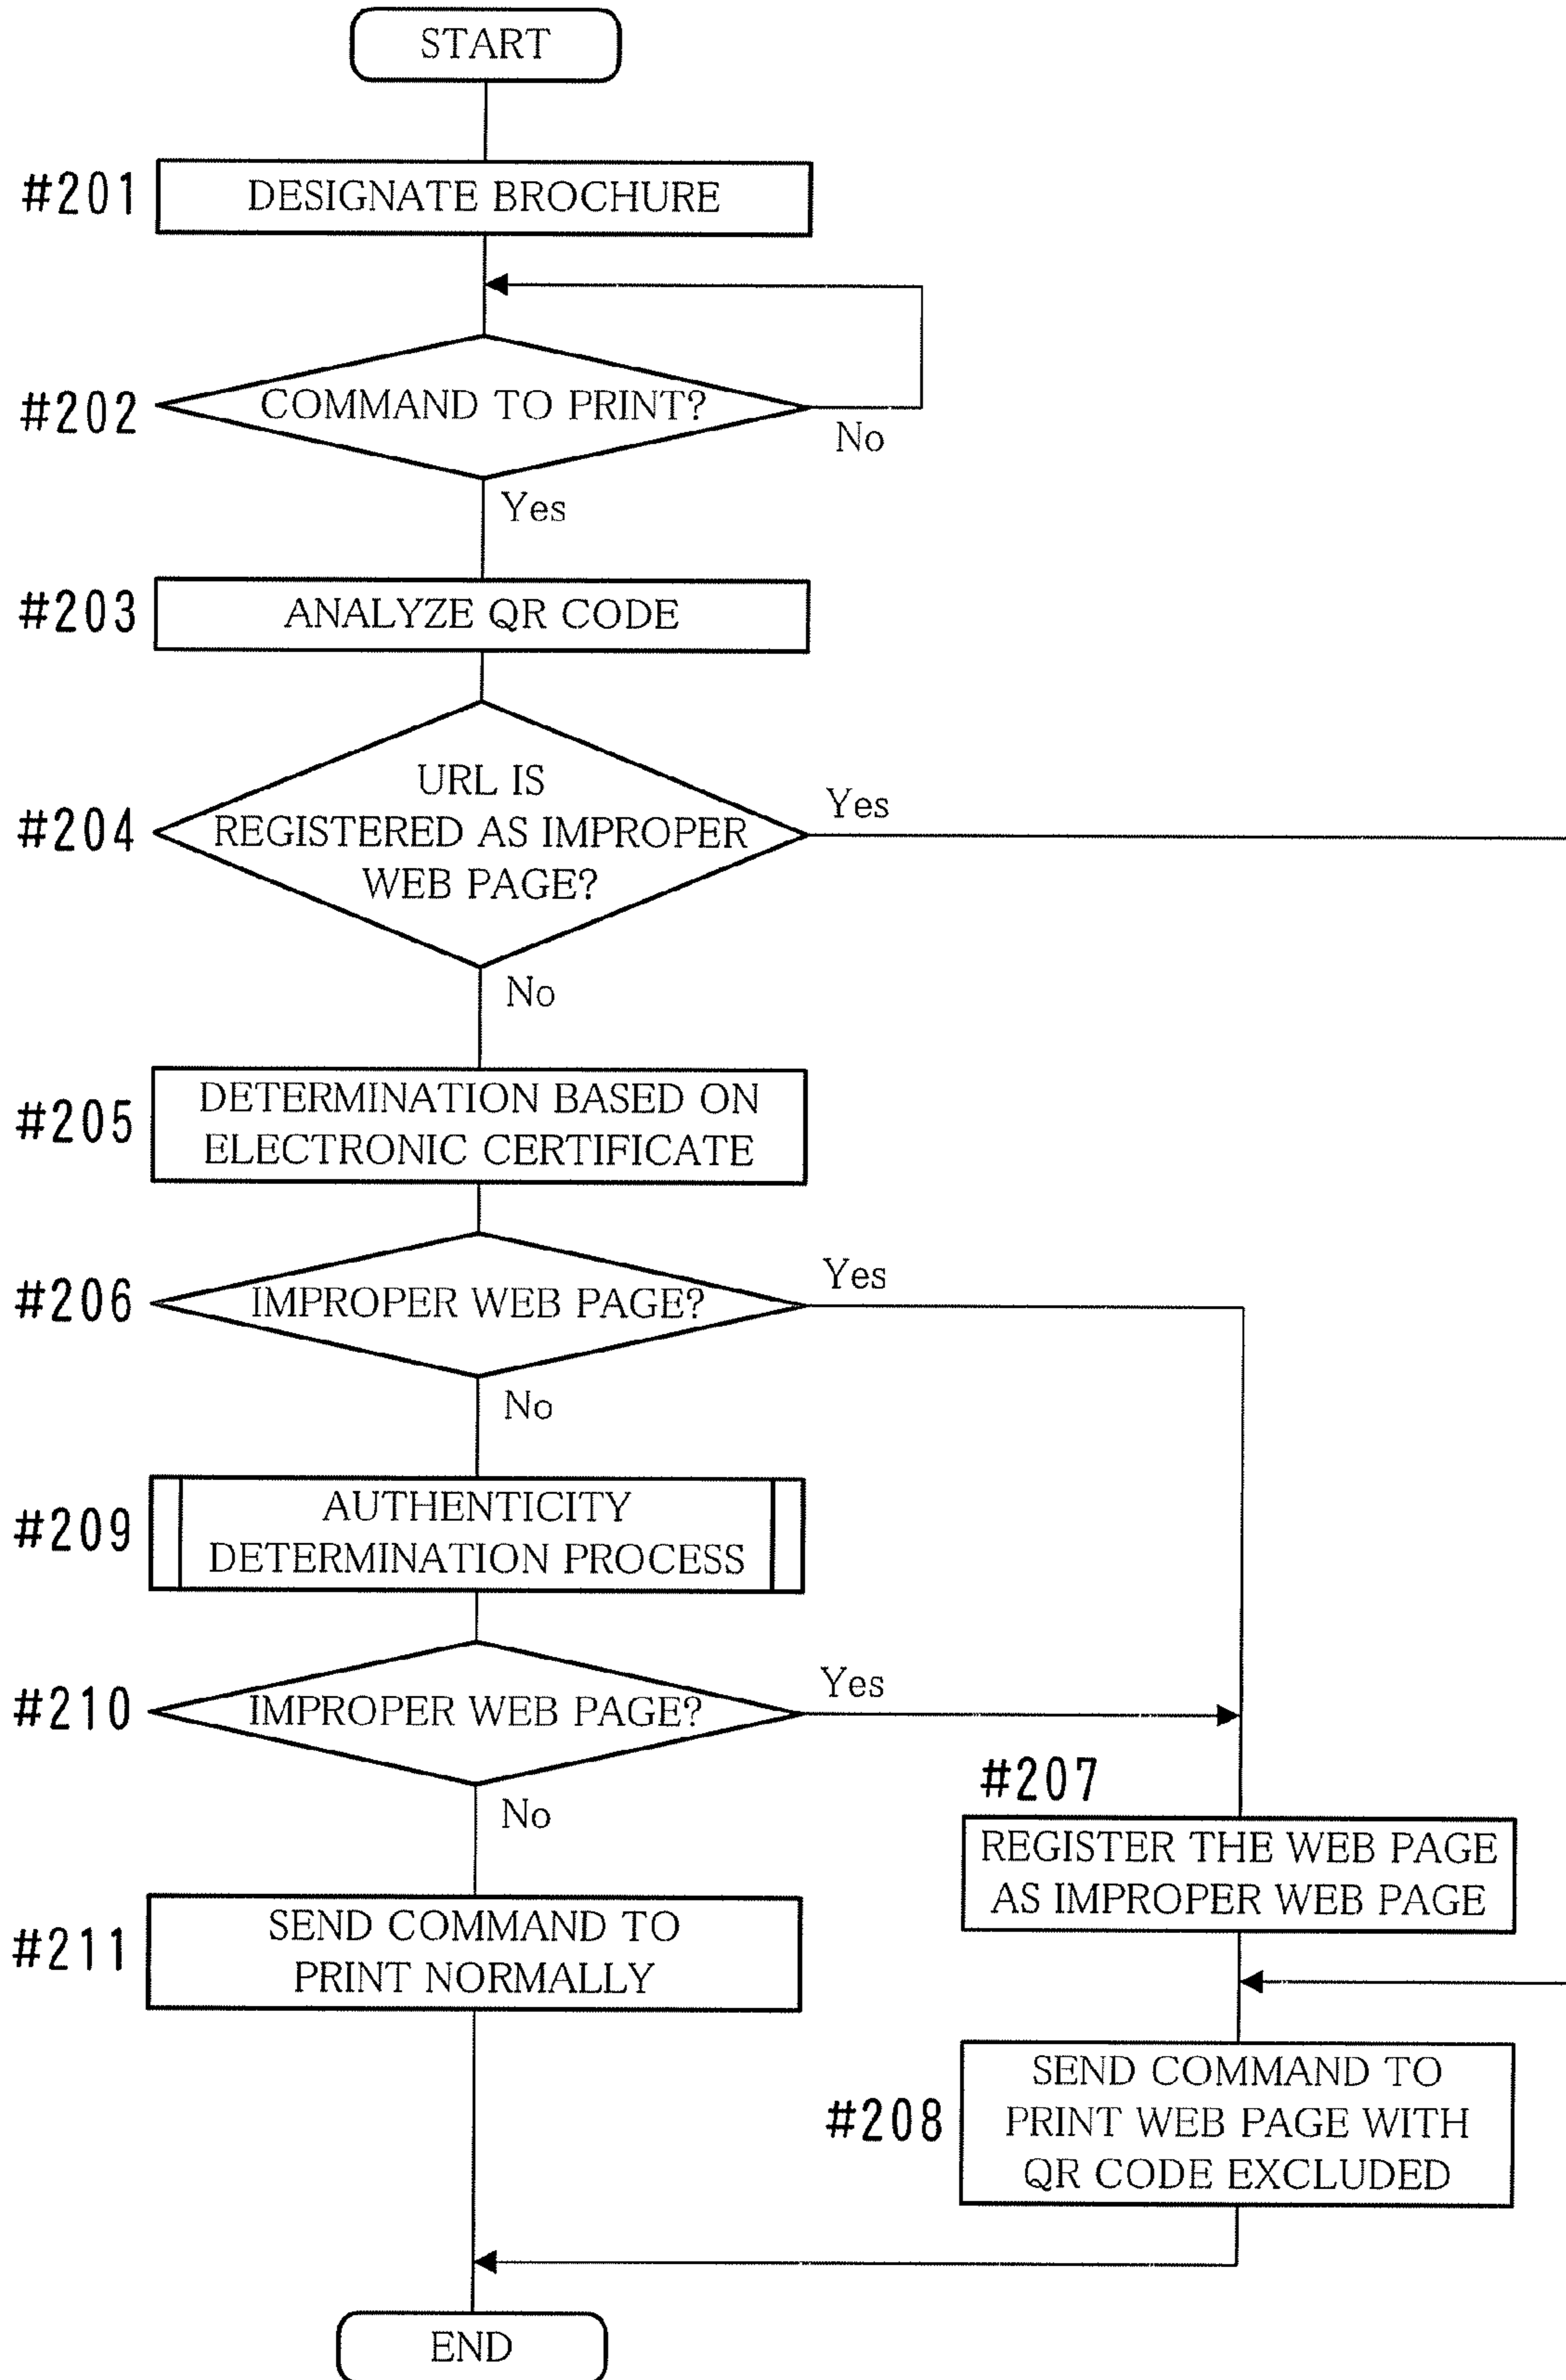 START
#201
DESIGNATE BROCHURE
#202
COMMAND TO PRINT?
No
Yes
#203
ANALYZE QR CODE
#204
URL IS
REGISTERED AS IMPROPER
WEB PAGE?
Yes
No
#205
DETERMINATION BASED ON
ELECTRONIC CERTIFICATE
#206
IMPROPER WEB PAGE?
Yes
No
#209
AUTHENTICITY
DETERMINATION PROCESS
#210
IMPROPER WEB PAGE?
Yes
No
#207
REGISTER THE WEB PAGE
AS IMPROPER WEB PAGE
#211
SEND COMMAND TO
PRINT NORMALLY
#208
SEND COMMAND TO
PRINT WEB PAGE WITH
QR CODE EXCLUDED
END